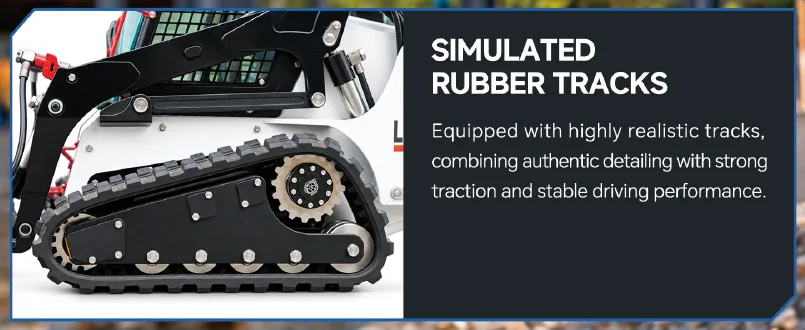 SIMULATED
RUBBER TRACKS
Equipped with highly realistic tracks,
combining authentic detailing with strong
traction and stable driving performance.
L